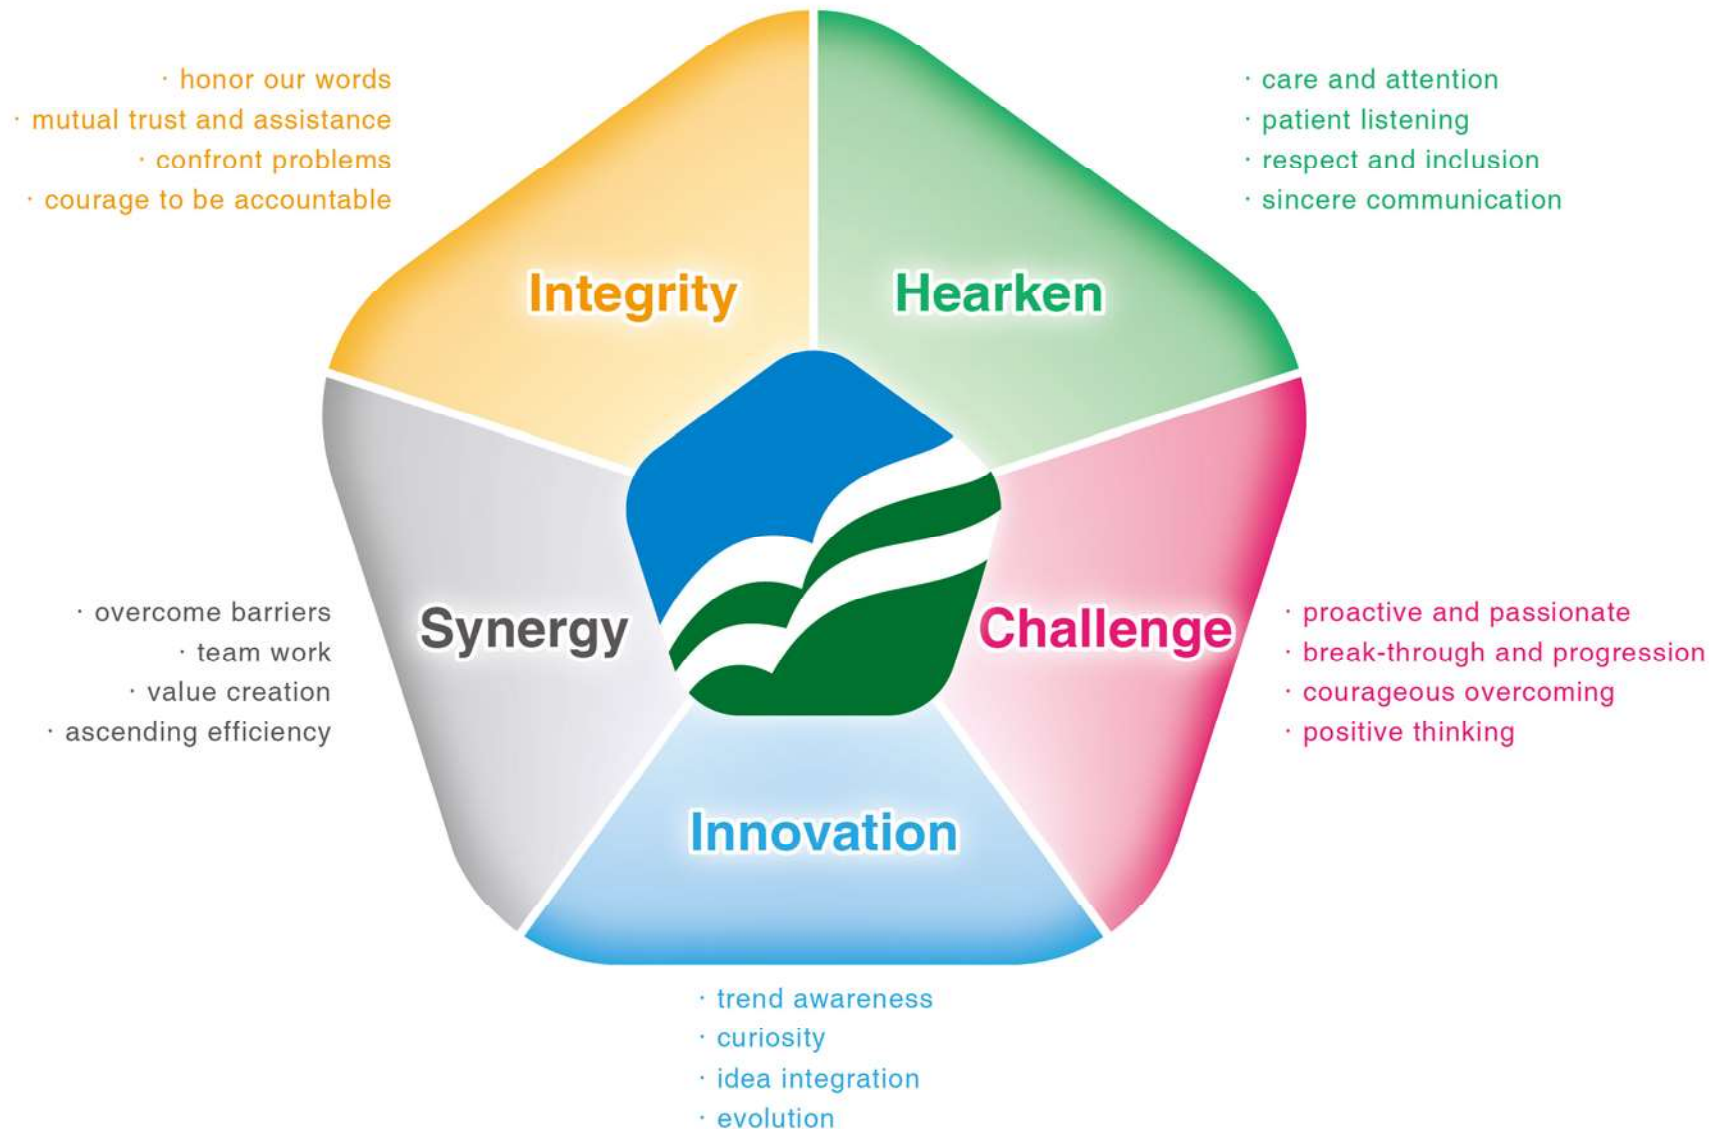 · honor our words
· mutual trust and assistance
· confront problems
· courage to be accountable
· care and attention
· patient listening
· respect and inclusion
· sincere communication
Integrity
Hearken
· overcome barriers
· team work
· value creation
· ascending efficiency
Synergy
Challenge
· proactive and passionate
· break-through and progression
· courageous overcoming
· positive thinking
Innovation
· trend awareness
· curiosity
· idea integration
· evolution